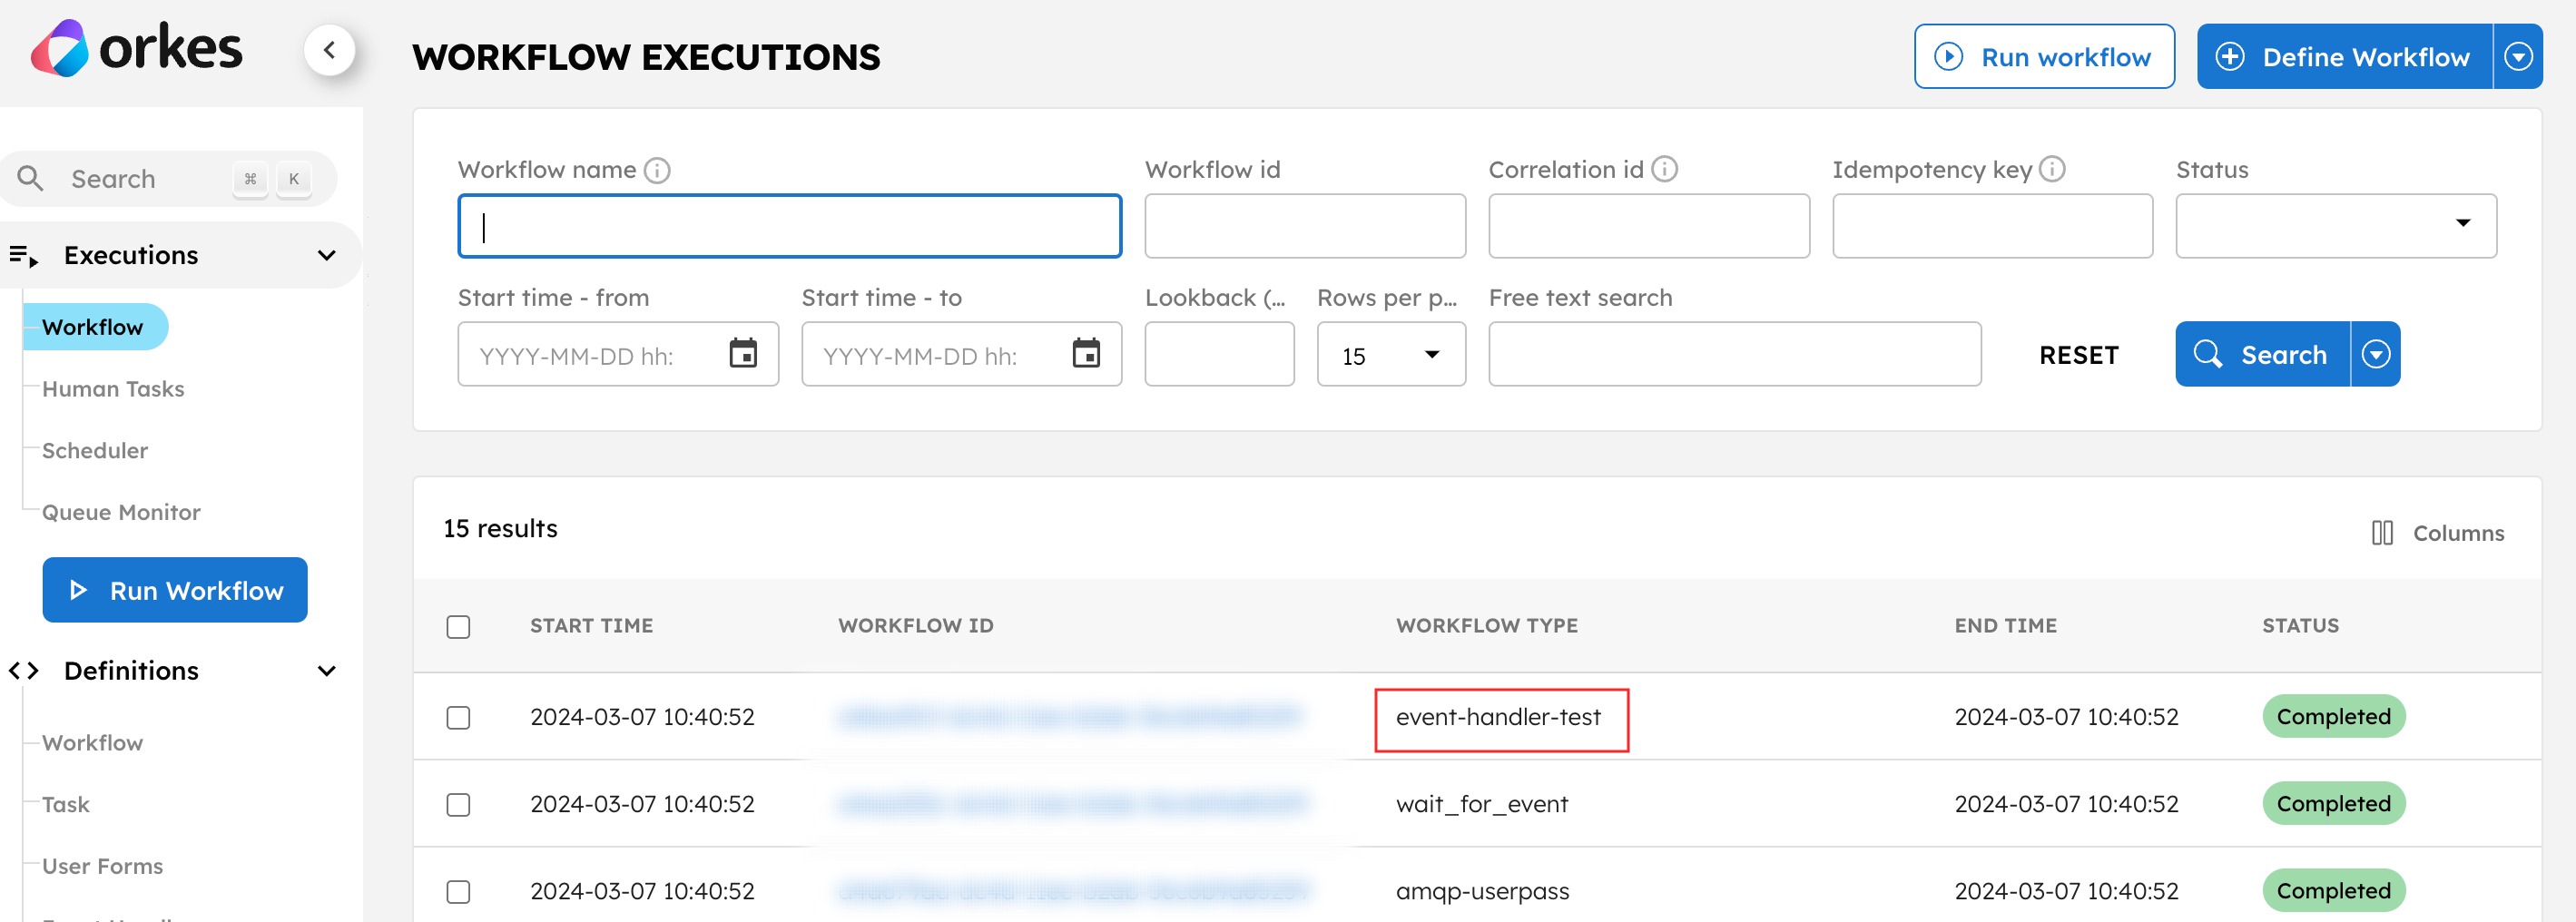 orkes
WORKFLOW EXECUTIONS
Run workflow
Define Workflow
Search
⌘ K
Executions
Workflow
Human Tasks
Scheduler
Queue Monitor
Run Workflow
Definitions
Workflow
Task
User Forms
Workflow name
Workflow id
Correlation id
Idempotency key
Status
Start time - from
Start time - to
Lookback (...
Rows per p...
Free text search
YYYY-MM-DD hh:
YYYY-MM-DD hh:
15
RESET
Search
15 results
Columns
START TIME WORKFLOW ID WORKFLOW TYPE END TIME STATUS
2024-03-07 10:40:52 event-handler-test 2024-03-07 10:40:52 Completed
2024-03-07 10:40:52 wait_for_event 2024-03-07 10:40:52 Completed
2024-03-07 10:40:52 amqp-userpass 2024-03-07 10:40:52 Completed